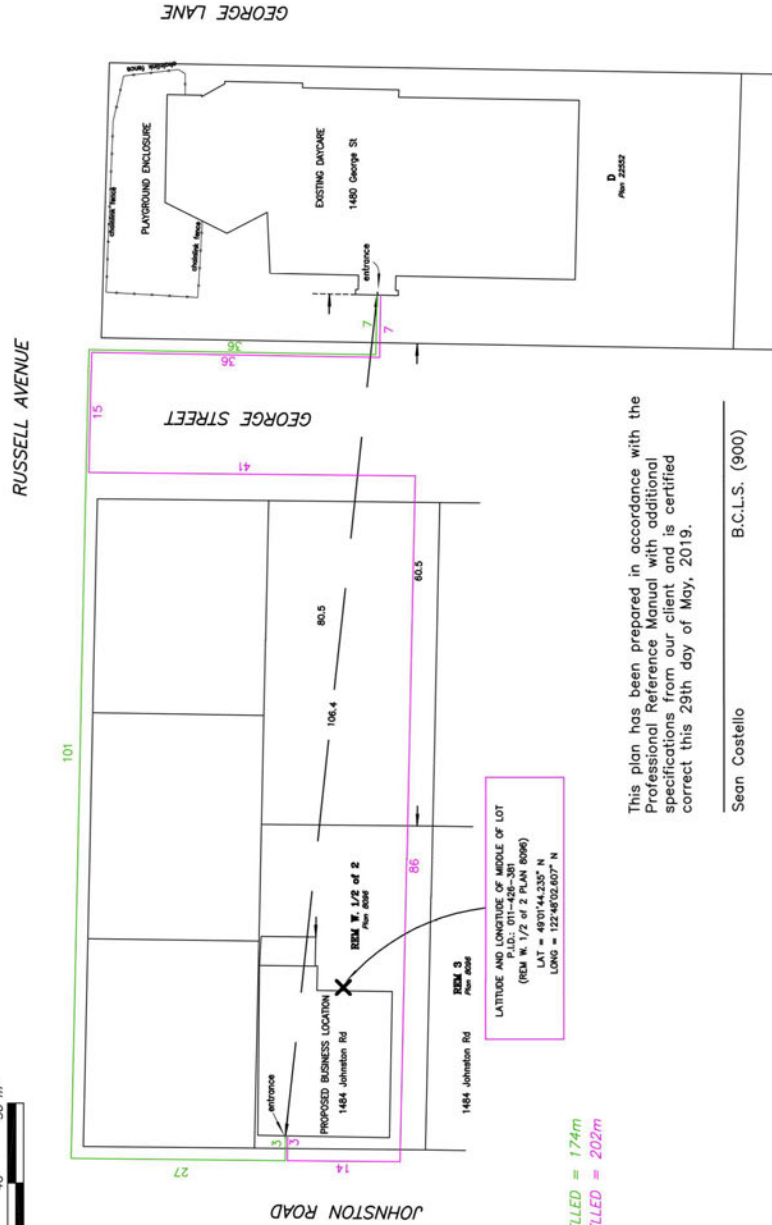 GEORGE LANE
RUSSELL AVENUE
chainlink fence
chainlink fence
PLAYGROUND ENCLOSURE
chainlink fence
EXISTING DAYCARE
1480 George St
entrance
D
Plan 22552
7
7
36
36
15
GEORGE STREET
41
101
80.5
60.5
106.4
86
REM W. 1/2 of 2
Plan 8096
entrance
PROPOSED BUSINESS LOCATION
1484 Johnston Rd
REM 3
Plan 8096
1484 Johnston Rd
3
3
27
14
JOHNSTON ROAD
LATITUDE AND LONGITUDE OF MIDDLE OF LOT
P.I.D.: 011-426-381
(REM W. 1/2 of 2 PLAN 8096)
LAT = 49°01'44.235" N
LONG = 122°48'02.607" N
LLED = 174m
LLED = 202m
This plan has been prepared in accordance with the
Professional Reference Manual with additional
specifications from our client and is certified
correct this 29th day of May, 2019.
Sean Costello B.C.L.S. (900)